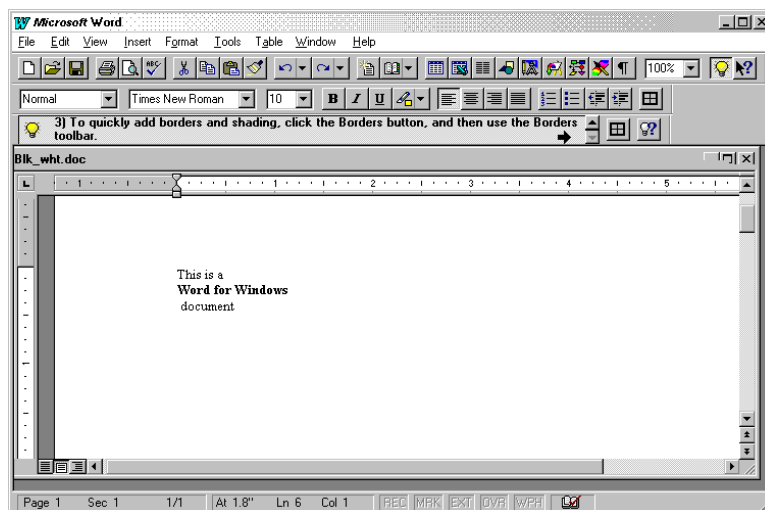 Microsoft Word
File Edit View Insert Format Tools Table Window Help
ABC 100%
Normal Times New Roman 10 B I U
3) To quickly add borders and shading, click the Borders button, and then use the Borders
toolbar.
Blk_wht.doc
1 1 2 3 4 5
This is a
Word for Windows
document
Page 1 Sec 1 1/1 At 1.8" Ln 6 Col 1 REC MRK EXT OVR WPH